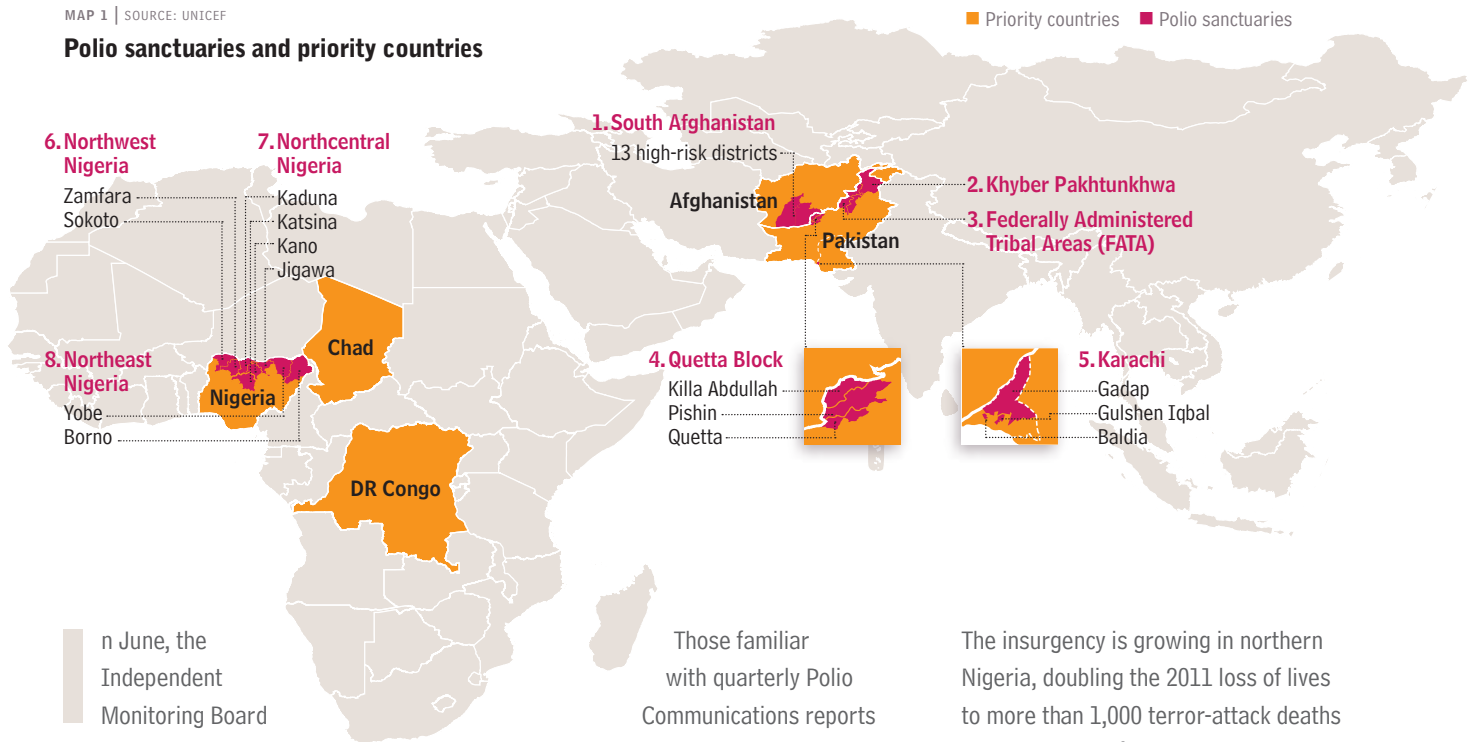 MAP 1 | SOURCE: UNICEF
Polio sanctuaries and priority countries
Priority countries
Polio sanctuaries
6. Northwest
Nigeria
Zamfara
Sokoto
7. Northcentral
Nigeria
Kaduna
Katsina
Kano
Jigawa
8. Northeast
Nigeria
Yobe
Borno
Nigeria
Chad
DR Congo
1. South Afghanistan
13 high-risk districts
Afghanistan
Pakistan
2. Khyber Pakhtunkhwa
3. Federally Administered
Tribal Areas (FATA)
4. Quetta Block
Killa Abdullah
Pishin
Quetta
5. Karachi
Gadap
Gulshen Iqbal
Baldia
n June, the
Independent
Monitoring Board
Those familiar
with quarterly Polio
Communications reports
The insurgency is growing in northern
Nigeria, doubling the 2011 loss of lives
to more than 1,000 terror-attack deaths